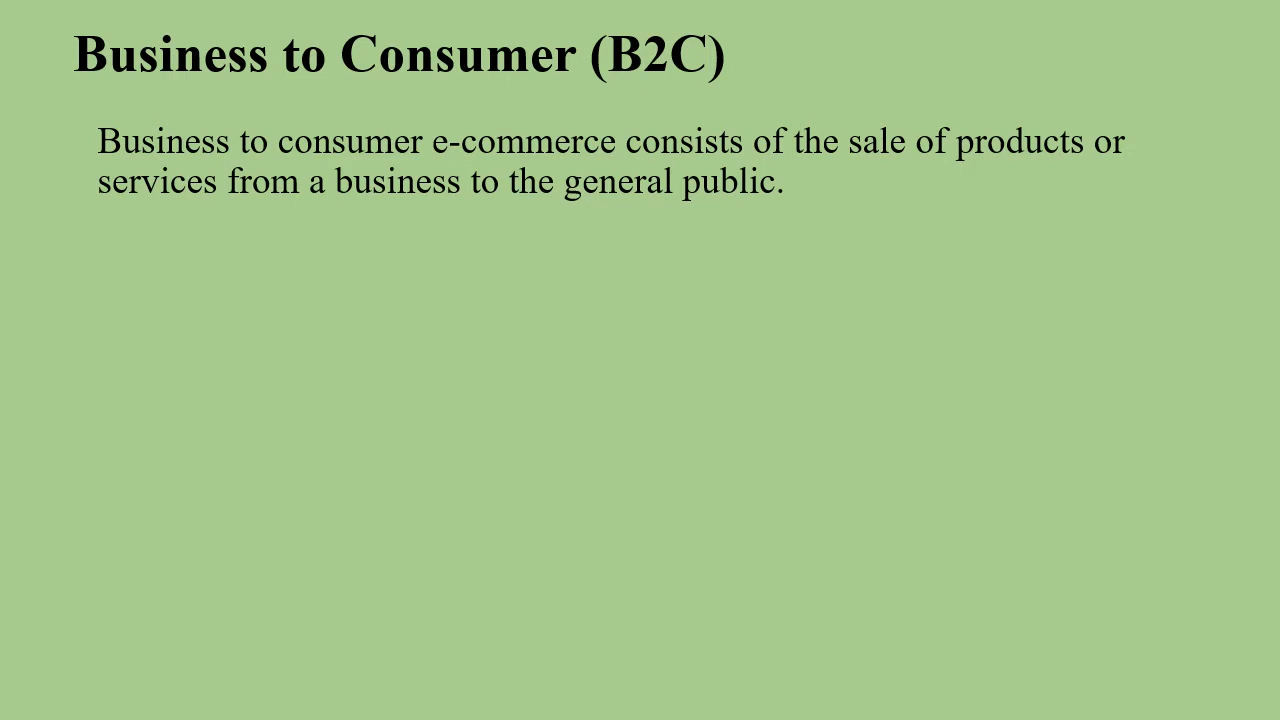 Business to Consumer (B2C)
Business to consumer e-commerce consists of the sale of products or
services from a business to the general public.